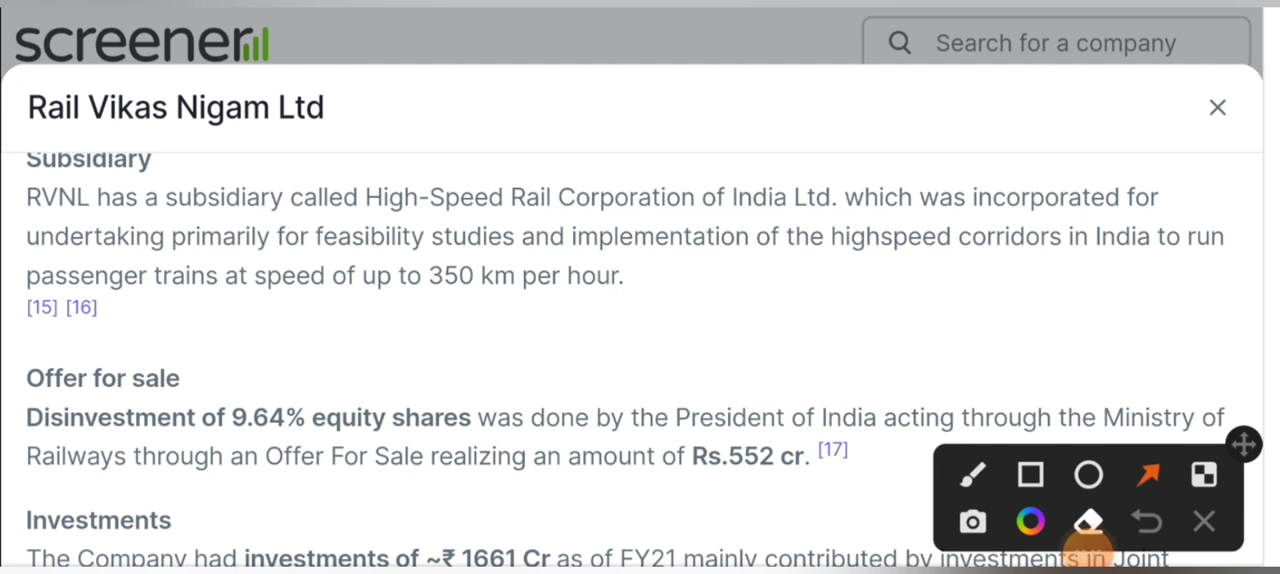 screener
Search for a company
Rail Vikas Nigam Ltd
Subsidiary
RVNL has a subsidiary called High-Speed Rail Corporation of India Ltd. which was incorporated for
undertaking primarily for feasibility studies and implementation of the highspeed corridors in India to run
passenger trains at speed of up to 350 km per hour.
[15] [16]
Offer for sale
Disinvestment of 9.64% equity shares was done by the President of India acting through the Ministry of
Railways through an Offer For Sale realizing an amount of Rs.552 cr. [17]
Investments
The Company had investments of ~₹ 1661 Cr as of FY21 mainly contributed by investments in Joint